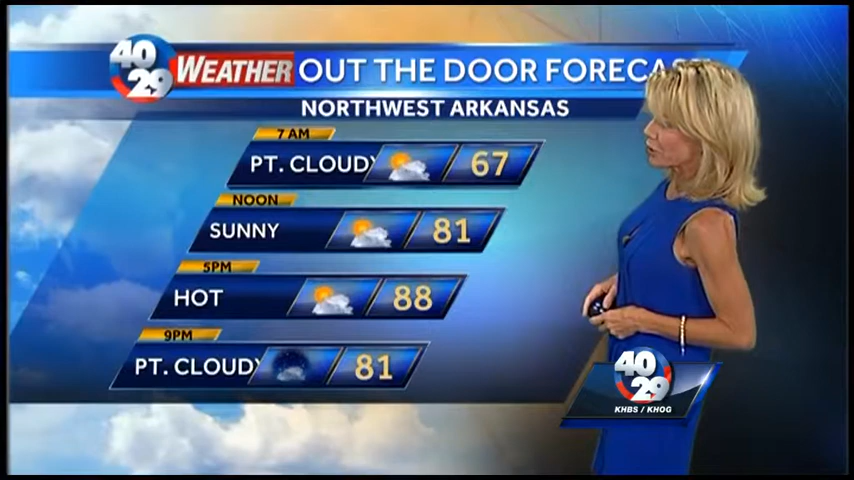 40
29
WEATHER
OUT THE DOOR FORECAS
NORTHWEST ARKANSAS
7 AM
PT. CLOUDY 67
NOON
SUNNY 81
5PM
HOT 88
9PM
PT. CLOUDY 81
40
29
KHBS / KHOG